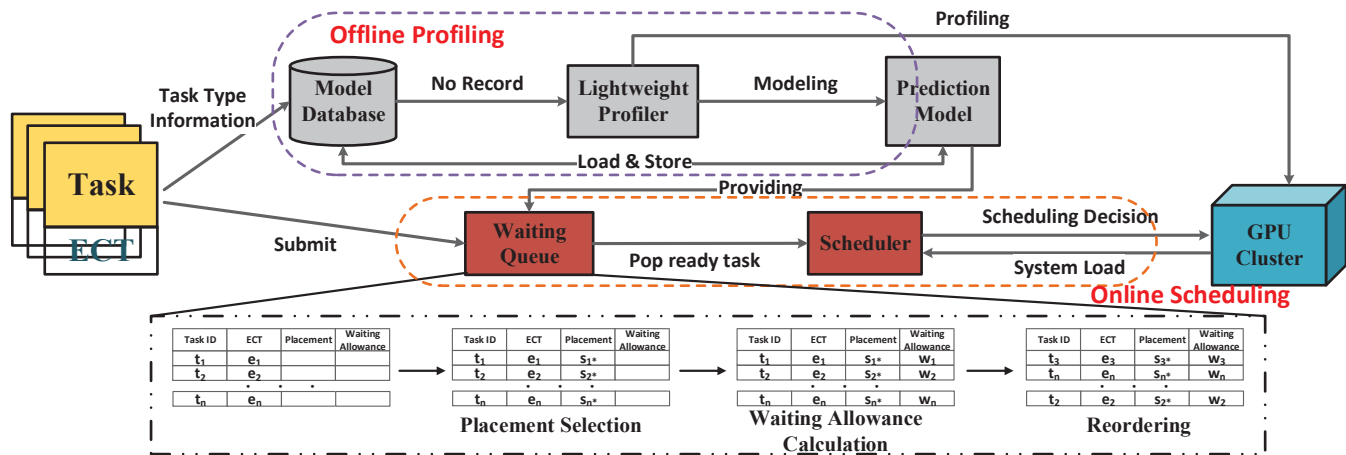 Profiling
Offline Profiling
Model
Database
No Record
Lightweight
Profiler
Modeling
Prediction
Model
Task Type
Information
Load & Store
Task
ECT
Providing
Submit
Waiting
Queue
Pop ready task
Scheduler
Scheduling Decision
System Load
GPU
Cluster
Online Scheduling
Task ID ECT Placement Waiting Allowance
t1 e1
t2 e2
. . .
tn en
Task ID ECT Placement Waiting Allowance
t1 e1 s1*
t2 e2 s2*
. . .
tn en sn*
Placement Selection
Task ID ECT Placement Waiting Allowance
t1 e1 s1* w1
t2 e2 s2* w2
. . .
tn en sn* wn
Waiting Allowance
Calculation
Task ID ECT Placement Waiting Allowance
t3 e3 s3* w3
tn en sn* wn
. . .
t2 e2 s2* w2
Reordering